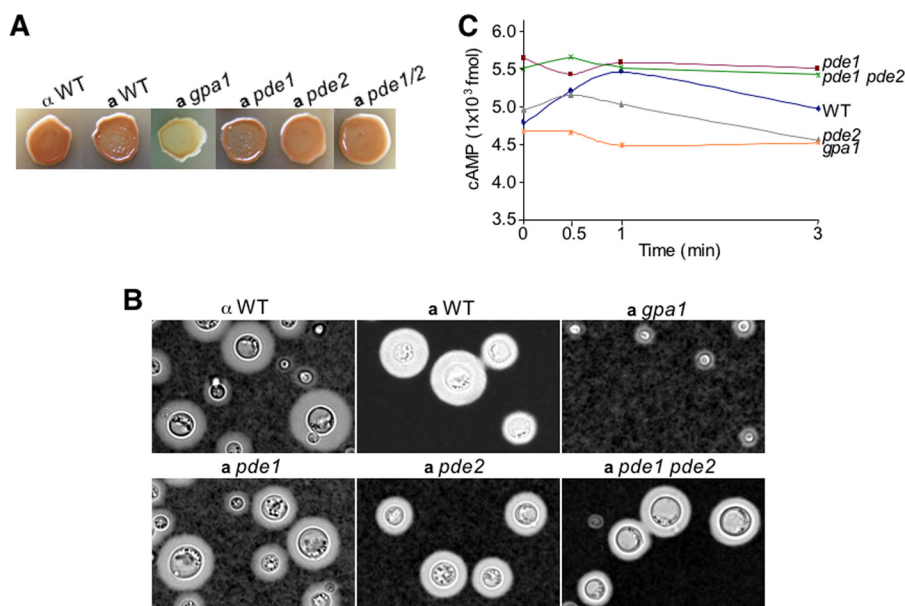 A
α WT
a WT
a gpa1
a pde1
a pde2
a pde1/2
C
cAMP (1x10³ fmol)
6.0
5.5
5.0
4.5
4.0
3.5
0
0.5
1
3
Time (min)
pde1
pde1 pde2
WT
pde2
gpa1
B
α WT
a WT
a gpa1
a pde1
a pde2
a pde1 pde2